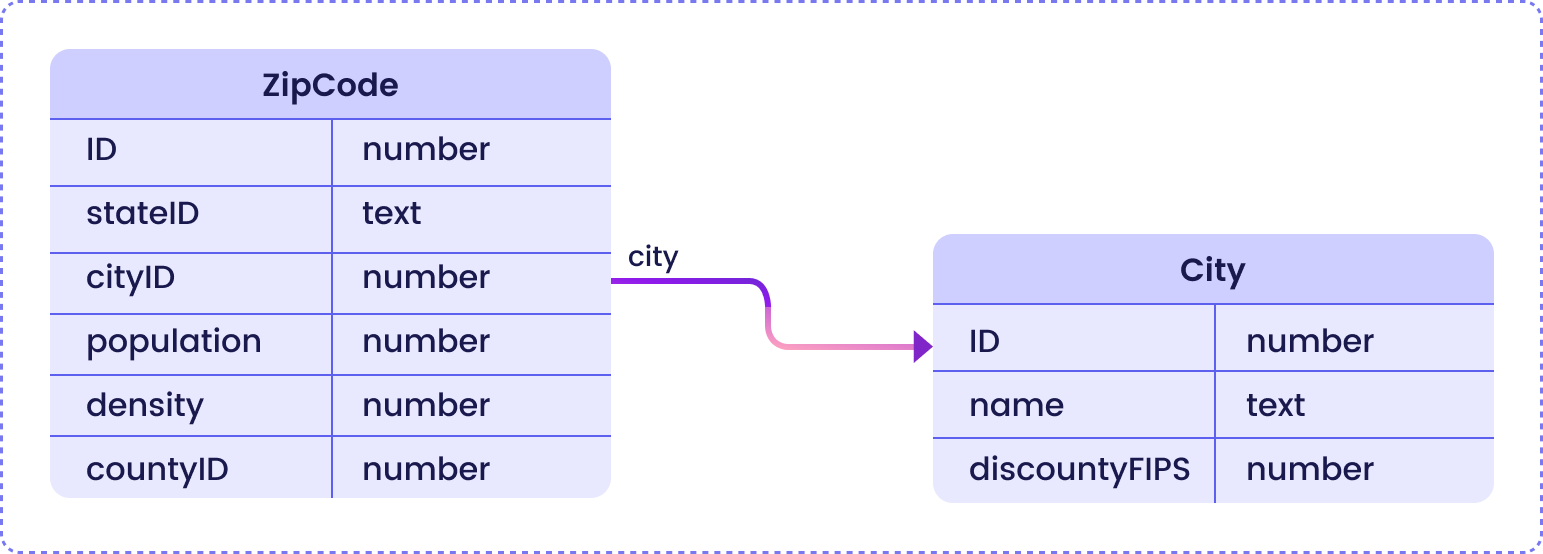 ZipCode
ID number
stateID text
cityID number
population number
density number
countyID number
city
City
ID number
name text
discountyFIPS number